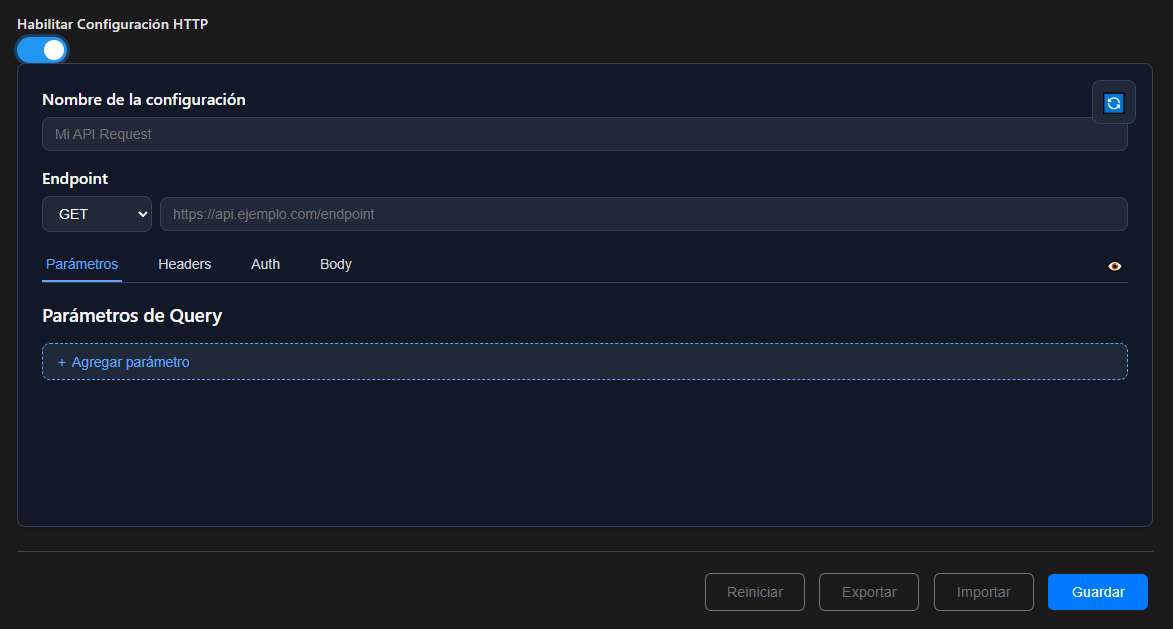 Habilitar Configuración HTTP
Nombre de la configuración
Mi API Request
Endpoint
GET https://api.ejemplo.com/endpoint
Parámetros Headers Auth Body
Parámetros de Query
+ Agregar parámetro
Reiniciar Exportar Importar Guardar